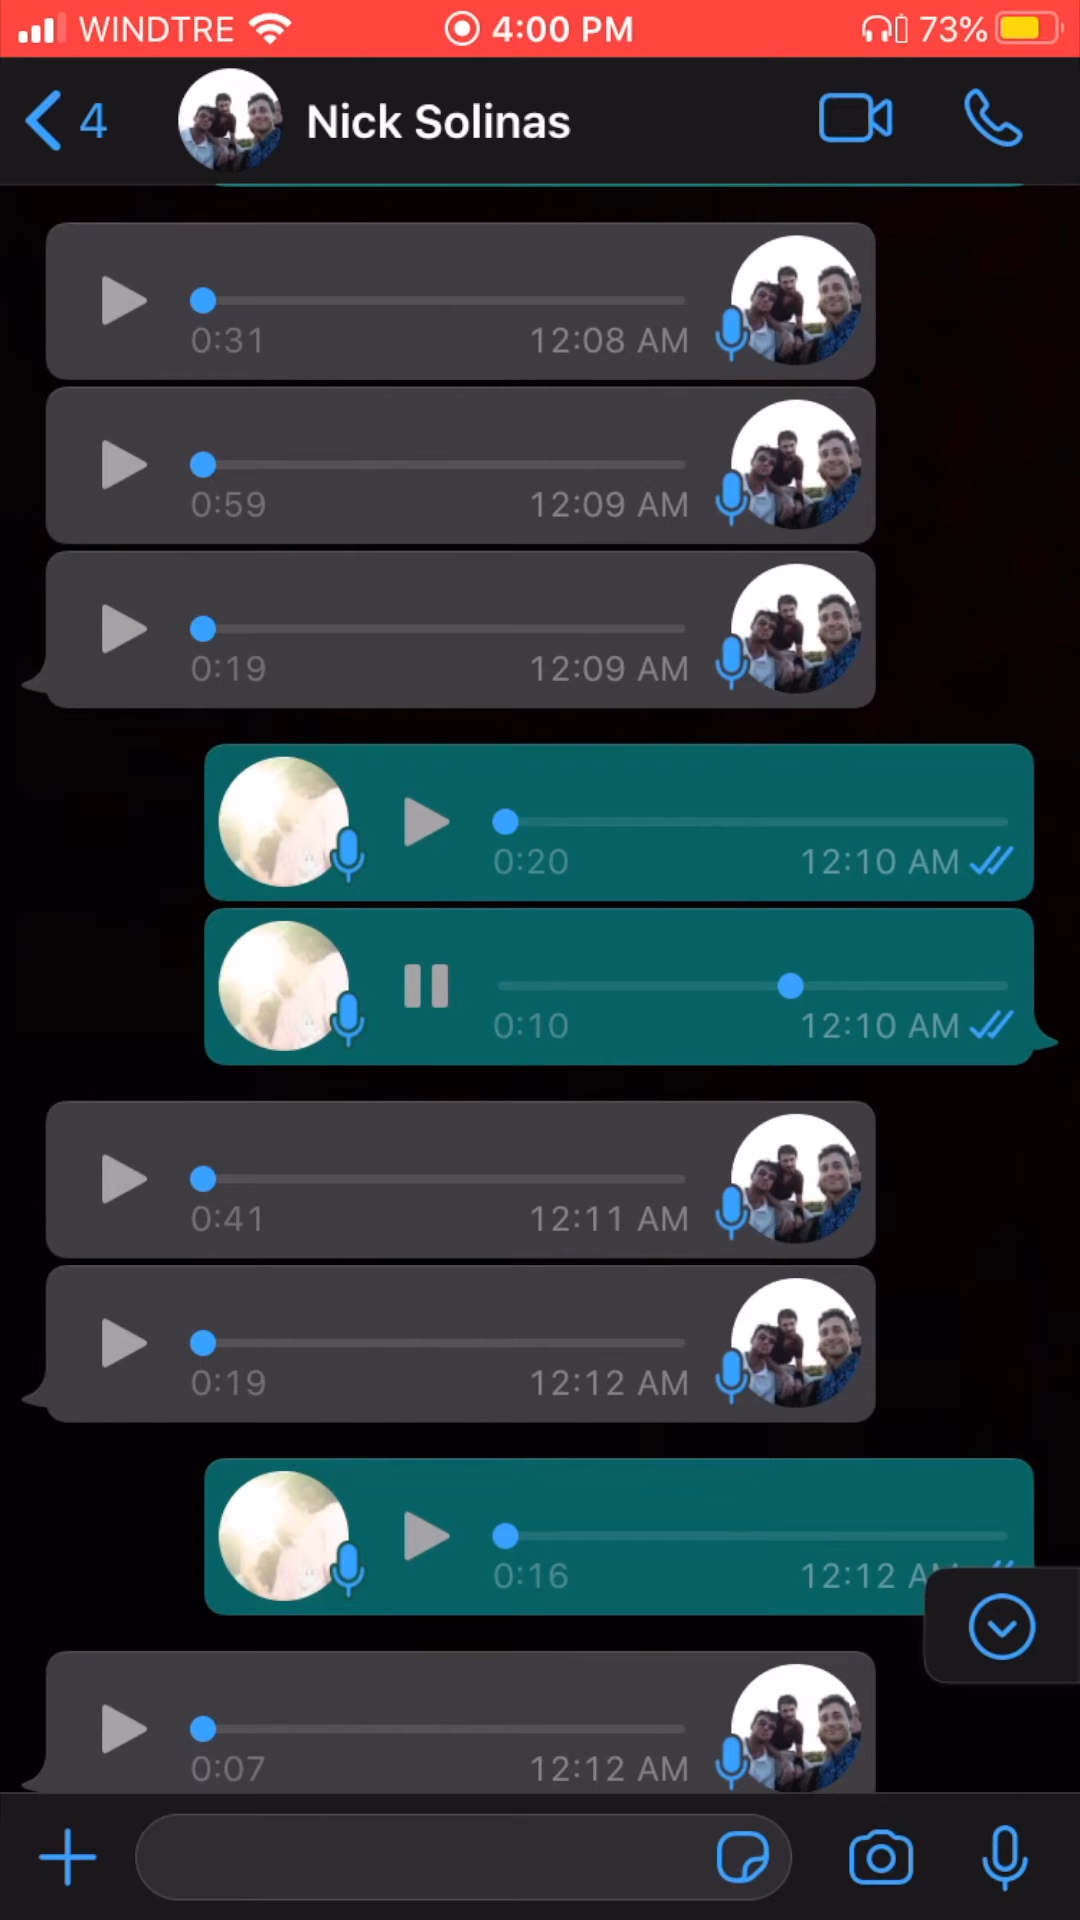 WINDTRE 4:00 PM 73%
4 Nick Solinas
0:31 12:08 AM
0:59 12:09 AM
0:19 12:09 AM
0:20 12:10 AM
0:10 12:10 AM
0:41 12:11 AM
0:19 12:12 AM
0:16 12:12 AM
0:07 12:12 AM